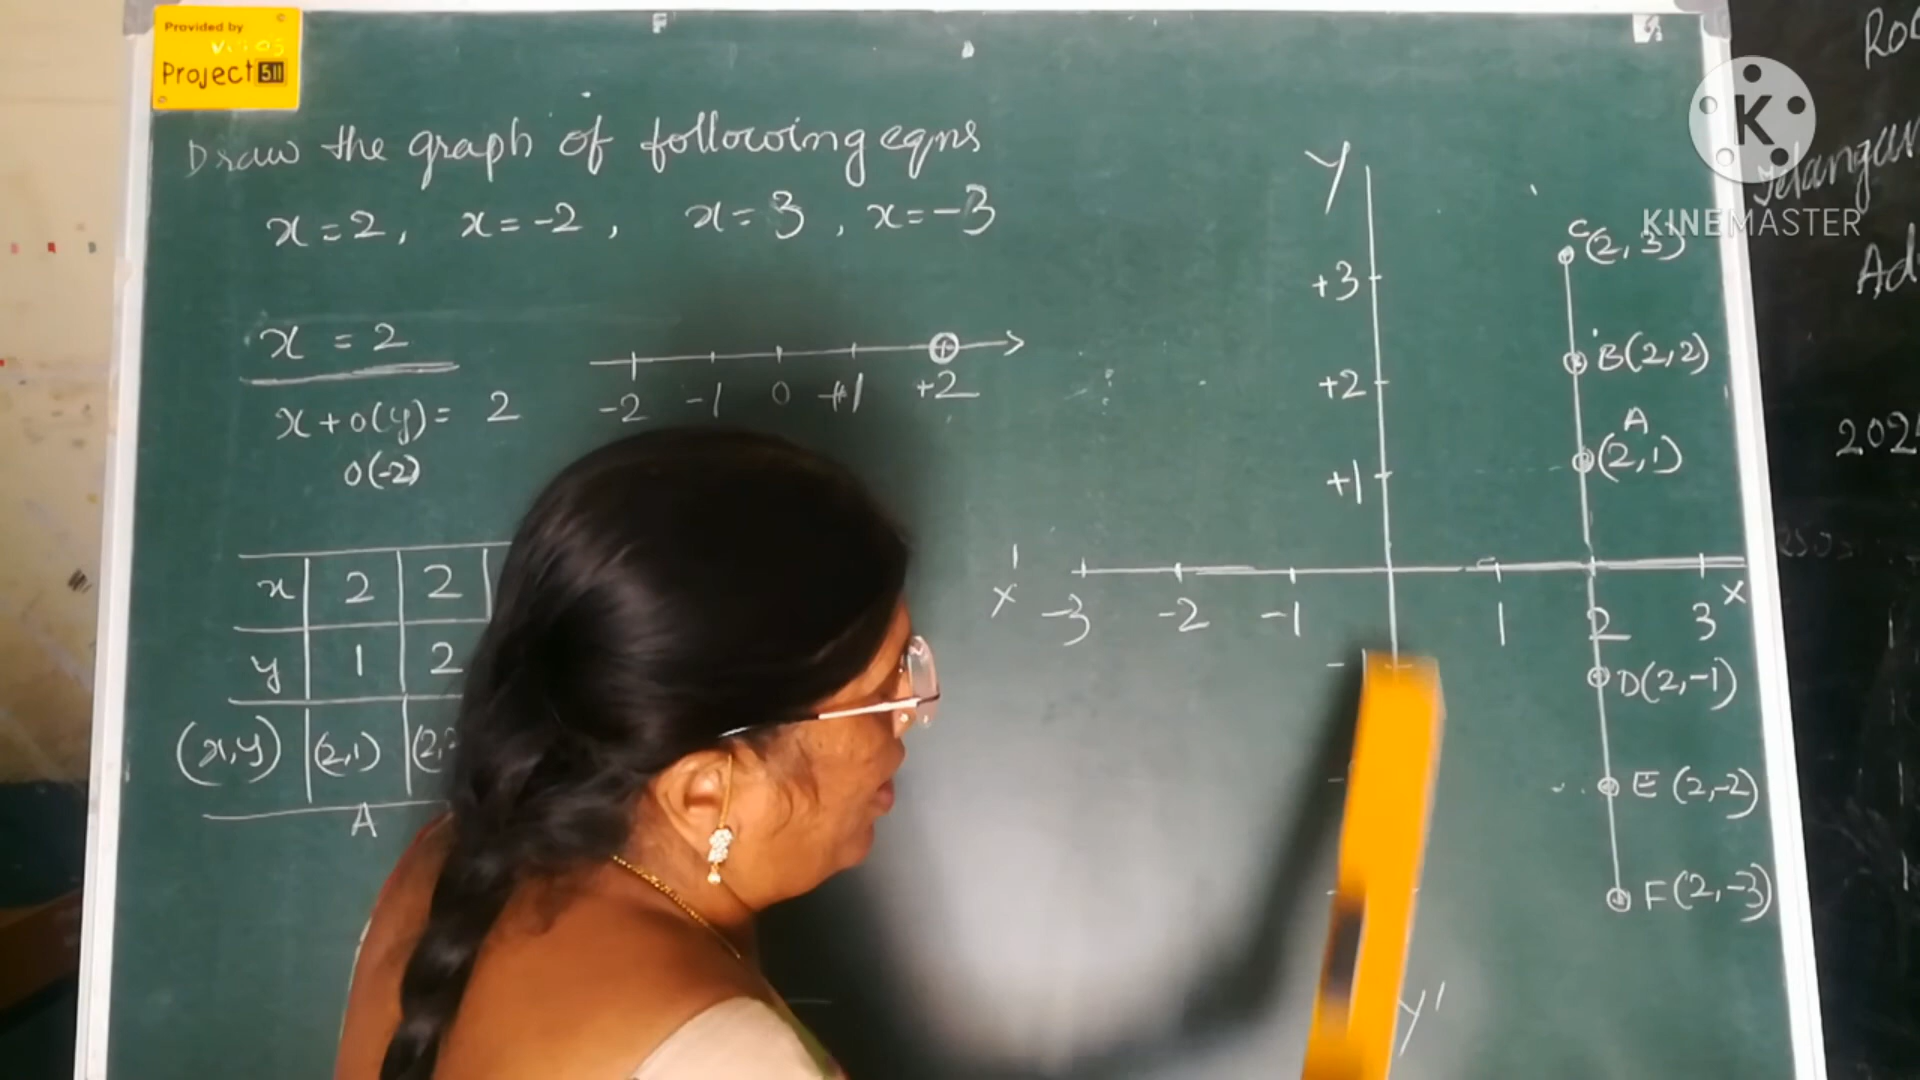 Provided by
Project 511
Draw the graph of following eqns
x = 2, x = -2, x = 3, x = -3
x = 2
x + 0(y) = 2
0(-2)
-2 -1 0 +1 +2
x 2 2
y 1 2
(x,y) (2,1) (2,
A
Y
+3
+2
+1
X -3 -2 -1 1 2 3 X
Y'
C(2,3)
B(2,2)
A
(2,1)
D(2,-1)
E(2,-2)
F(2,-3)
K
KINEMASTER